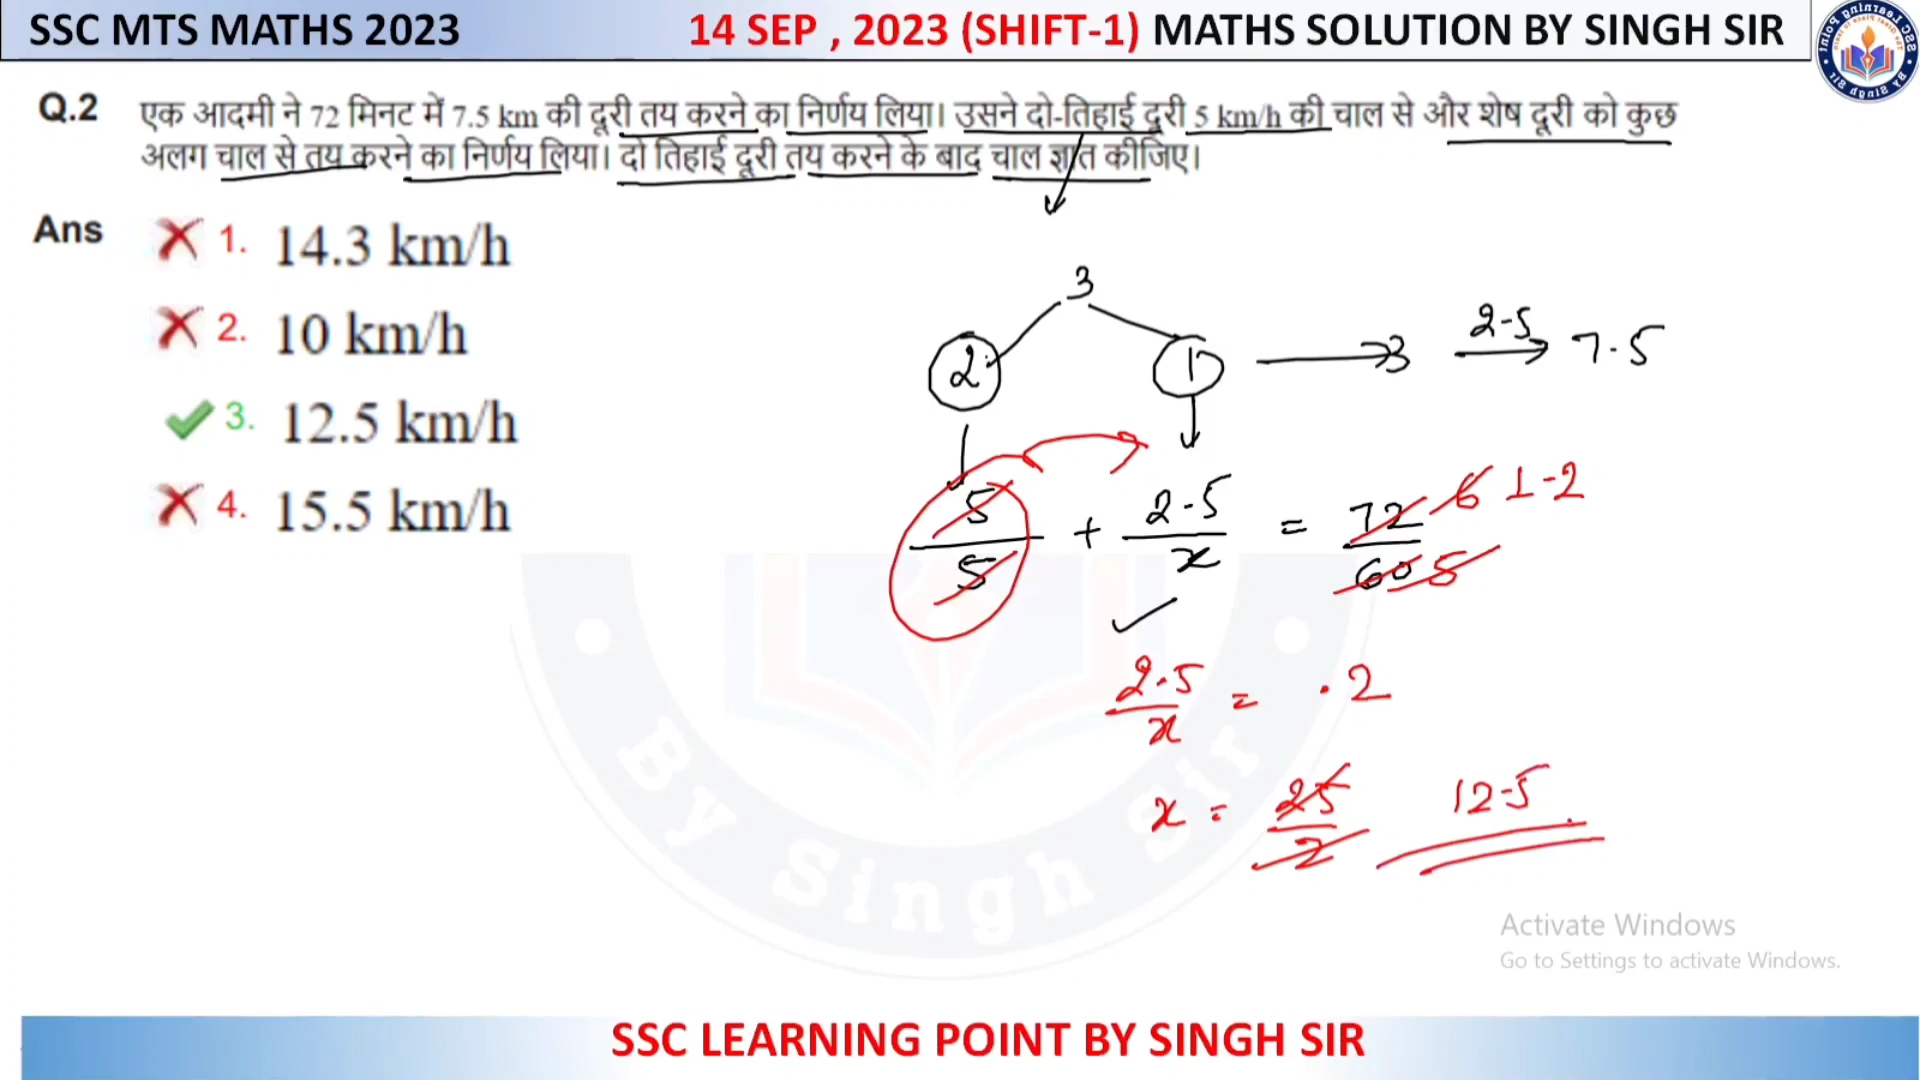 SSC MTS MATHS 2023 14 SEP , 2023 (SHIFT-1) MATHS SOLUTION BY SINGH SIR
Q.2 एक आदमी ने 72 मिनट में 7.5 km की दूरी तय करने का निर्णय लिया। उसने दो-तिहाई दूरी 5 km/h की चाल से और शेष दूरी को कुछ
अलग चाल से तय करने का निर्णय लिया। दो तिहाई दूरी तय करने के बाद चाल ज्ञात कीजिए।
Ans
1. 14.3 km/h
2. 10 km/h
3. 12.5 km/h
4. 15.5 km/h
3
2 1 → 3 2.5 → 7.5
5/5 + 2.5/x = 72/60 6 5 1.2
2.5/x = .2
x = 25/2 12.5
By Singh Sir
Activate Windows
Go to Settings to activate Windows.
SSC LEARNING POINT BY SINGH SIR